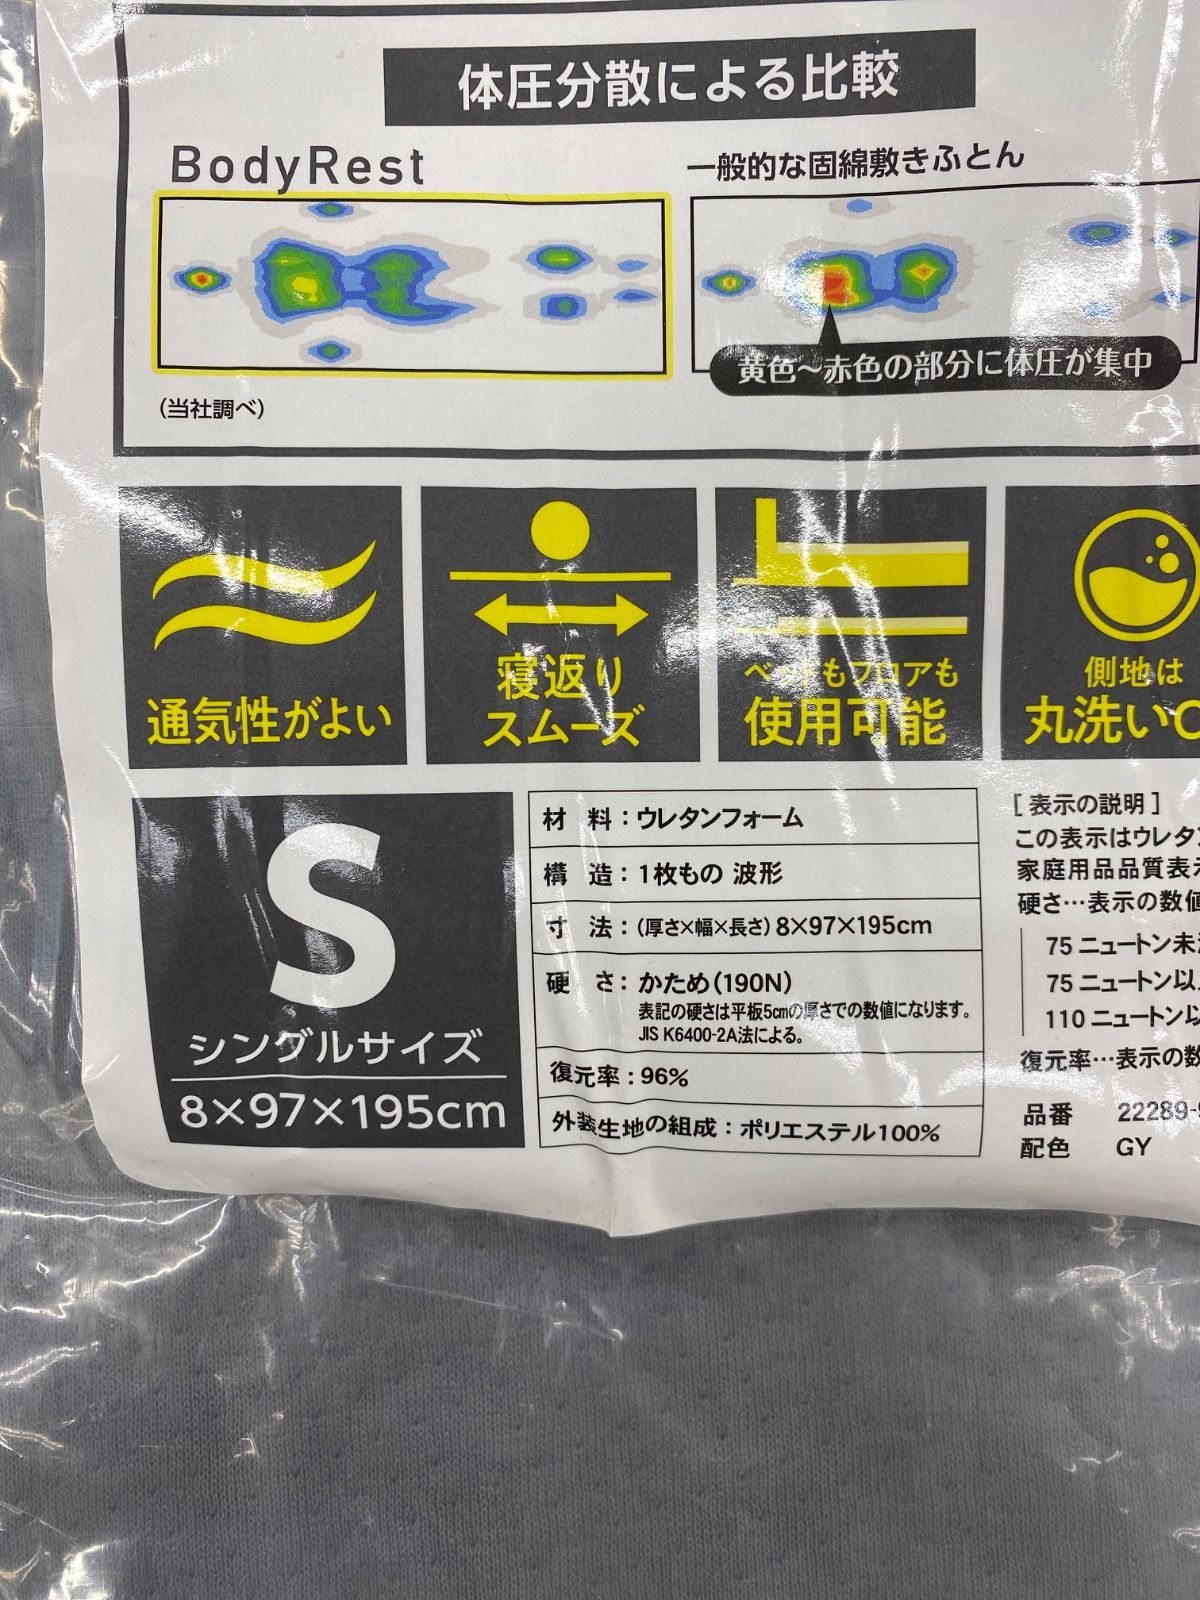 体圧分散による比較
BodyRest
一般的な固綿敷きふとん
黄色～赤色の部分に体圧が集中
(当社調べ)
通気性がよい
寝返り
スムーズ
ベッドもフロアも
使用可能
側地は
丸洗いO
S
シングルサイズ
8×97×195cm
材 料：ウレタンフォーム
構 造：1枚もの 波形
寸 法：(厚さ×幅×長さ) 8×97×195cm
硬 さ：かため(190N)
表記の硬さは平板5cmの厚さでの数値になります。
JIS K6400-2A法による。
復元率：96%
外装生地の組成：ポリエステル100%
[表示の説明]
この表示はウレタン
家庭用品品質表示
硬さ…表示の数値
75 ニュートン未満
75 ニュートン以上
110 ニュートン以
復元率…表示の数
品番 22289-
配色 GY